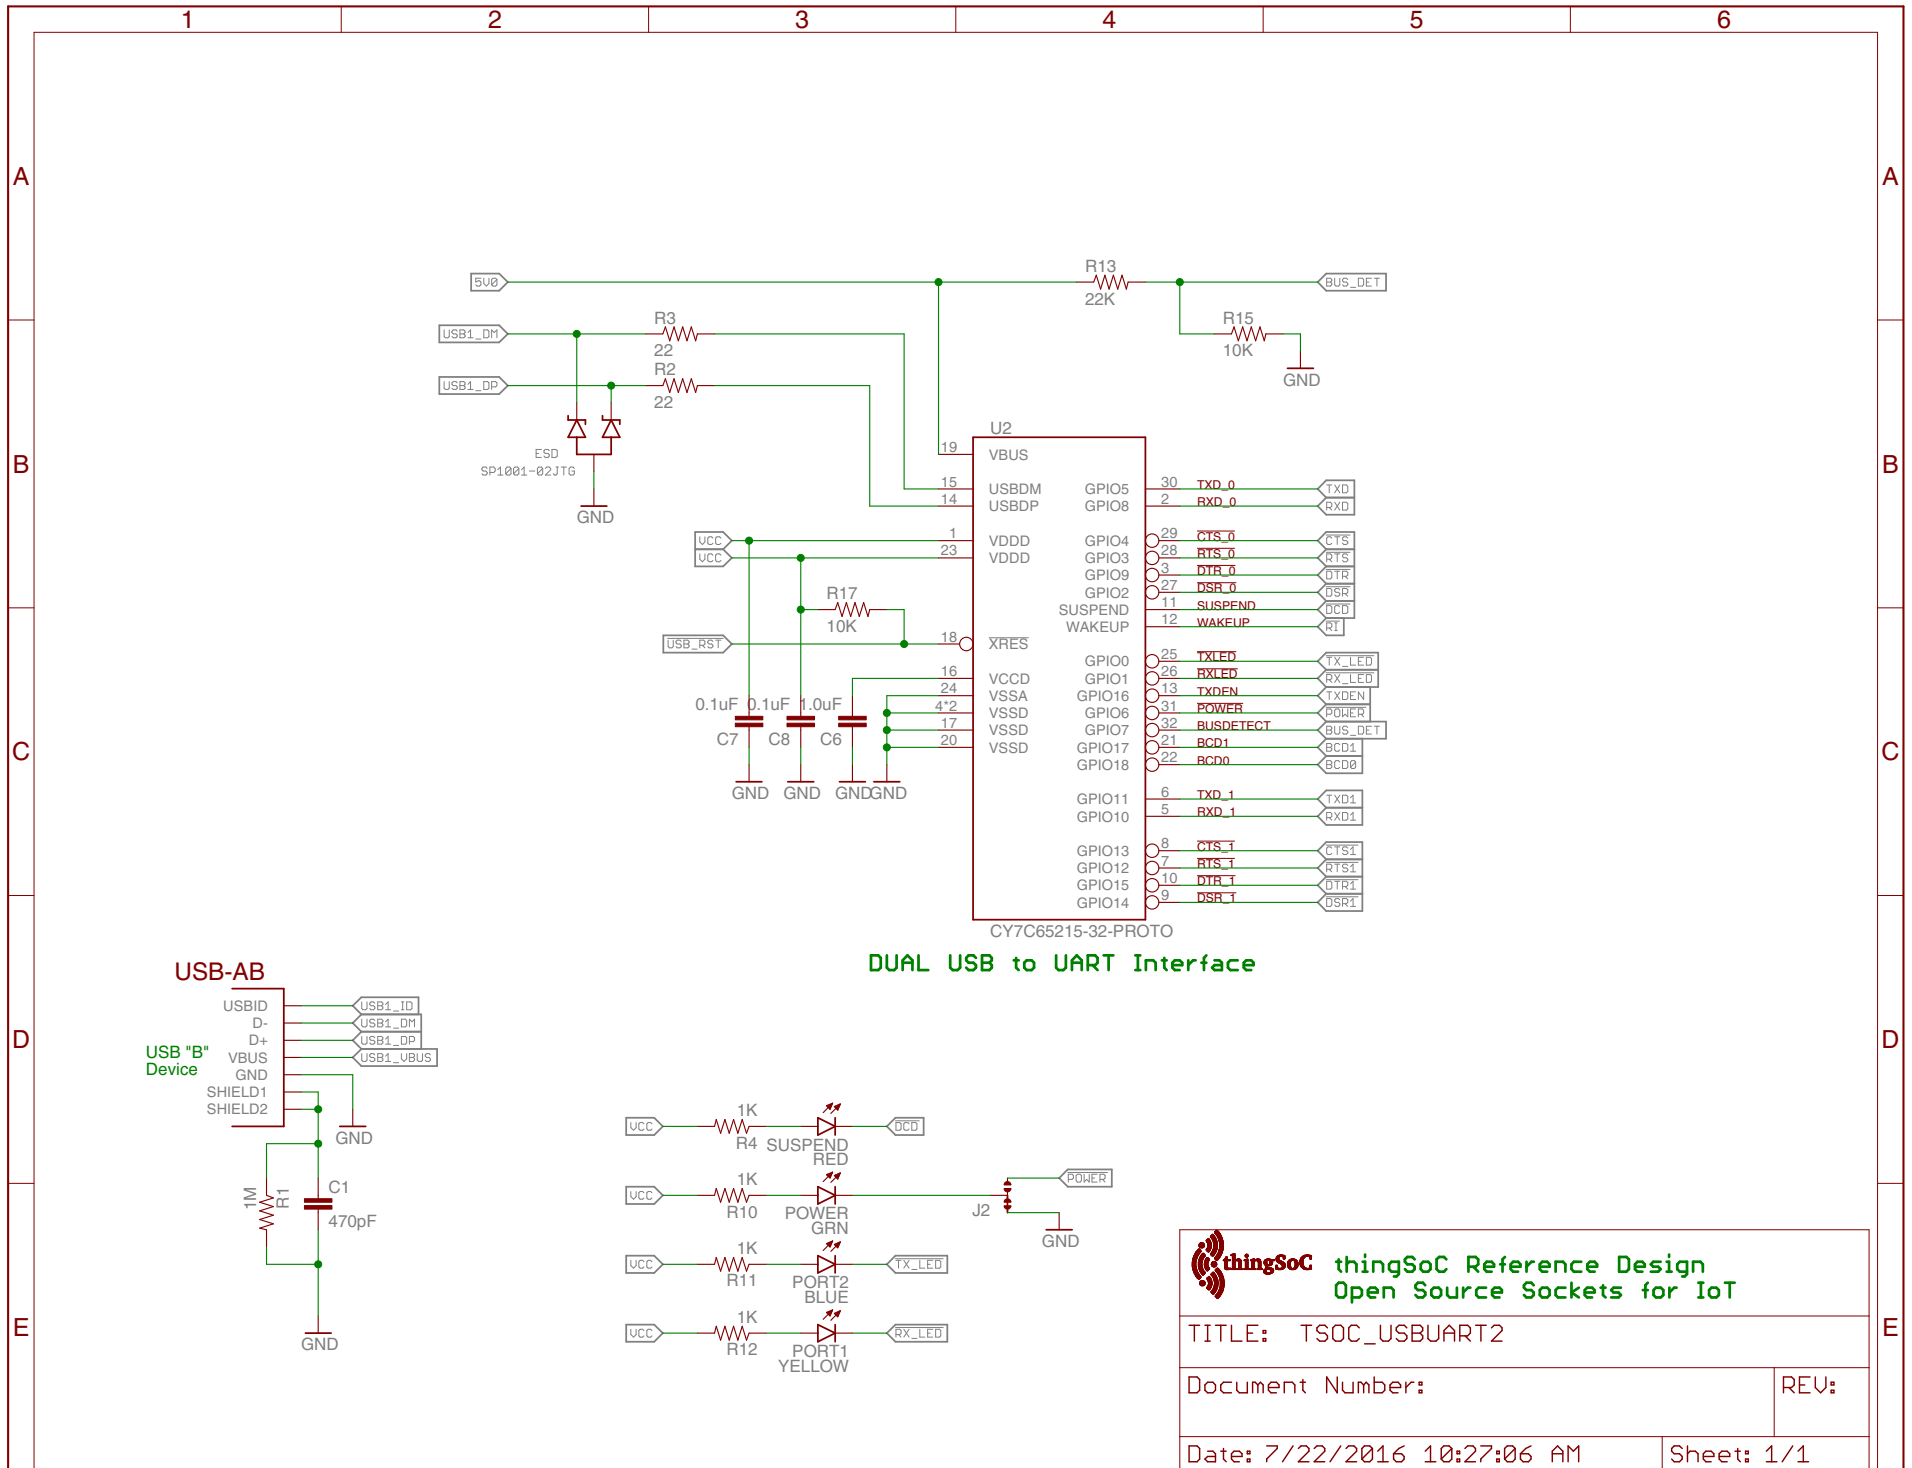 1 2 3 4 5 6
A A
5V0
R13
22K
BUS_DET
R15
10K
GND
USB1_DM
R3
22
USB1_DP
R2
22
B B
ESD
SP1001-02JTG
GND
U2
19 VBUS
15 USBDM GPIO5 30 TXD_0 TXD
14 USBDP GPIO8 2 RXD_0 RXD
VCC 1 VDDD GPIO4 29 CTS_0 CTS
VCC 23 VDDD GPIO3 28 RTS_0 RTS
GPIO9 3 DTR_0 DTR
GPIO2 27 DSR_0 DSR
R17
10K
SUSPEND 11 SUSPEND DCD
WAKEUP 12 WAKEUP RI
USB_RST 18 XRES
GPIO0 25 TXLED TX_LED
16 VCCD GPIO1 26 RXLED RX_LED
24 VSSA GPIO16 13 TXDEN TXDEN
4*2 VSSD GPIO6 31 POWER POWER
17 VSSD GPIO7 32 BUSDETECT BUS_DET
20 VSSD GPIO17 21 BCD1 BCD1
GPIO18 22 BCD0 BCD0
0.1uF 0.1uF 1.0uF
C7 C8 C6
GND GND GND GND
C C
GPIO11 6 TXD_1 TXD1
GPIO10 5 RXD_1 RXD1
GPIO13 8 CTS_1 CTS1
GPIO12 7 RTS_1 RTS1
GPIO15 10 DTR_1 DTR1
GPIO14 9 DSR_1 DSR1
CY7C65215-32-PROTO
DUAL USB to UART Interface
USB-AB
USBID USB1_ID
D- USB1_DM
D+ USB1_DP
VBUS USB1_VBUS
GND
SHIELD1
SHIELD2
USB "B"
Device
GND
D D
1M
R1
C1
470pF
GND
VCC 1K R4 SUSPEND DCD
RED
VCC 1K R10 POWER J2 POWER
GRN
GND
VCC 1K R11 PORT2 TX_LED
BLUE
VCC 1K R12 PORT1 RX_LED
YELLOW
E E
thingSoC thingSoC Reference Design
Open Source Sockets for IoT
TITLE: TSOC_USBUART2
Document Number: REV:
Date: 7/22/2016 10:27:06 AM Sheet: 1/1